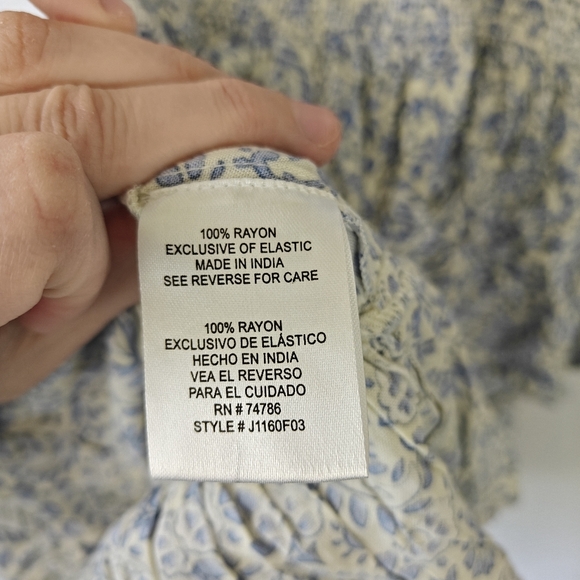 100% RAYON
EXCLUSIVE OF ELASTIC
MADE IN INDIA
SEE REVERSE FOR CARE
100% RAYON
EXCLUSIVO DE ELÁSTICO
HECHO EN INDIA
VEA EL REVERSO
PARA EL CUIDADO
RN # 74786
STYLE # J1160F03